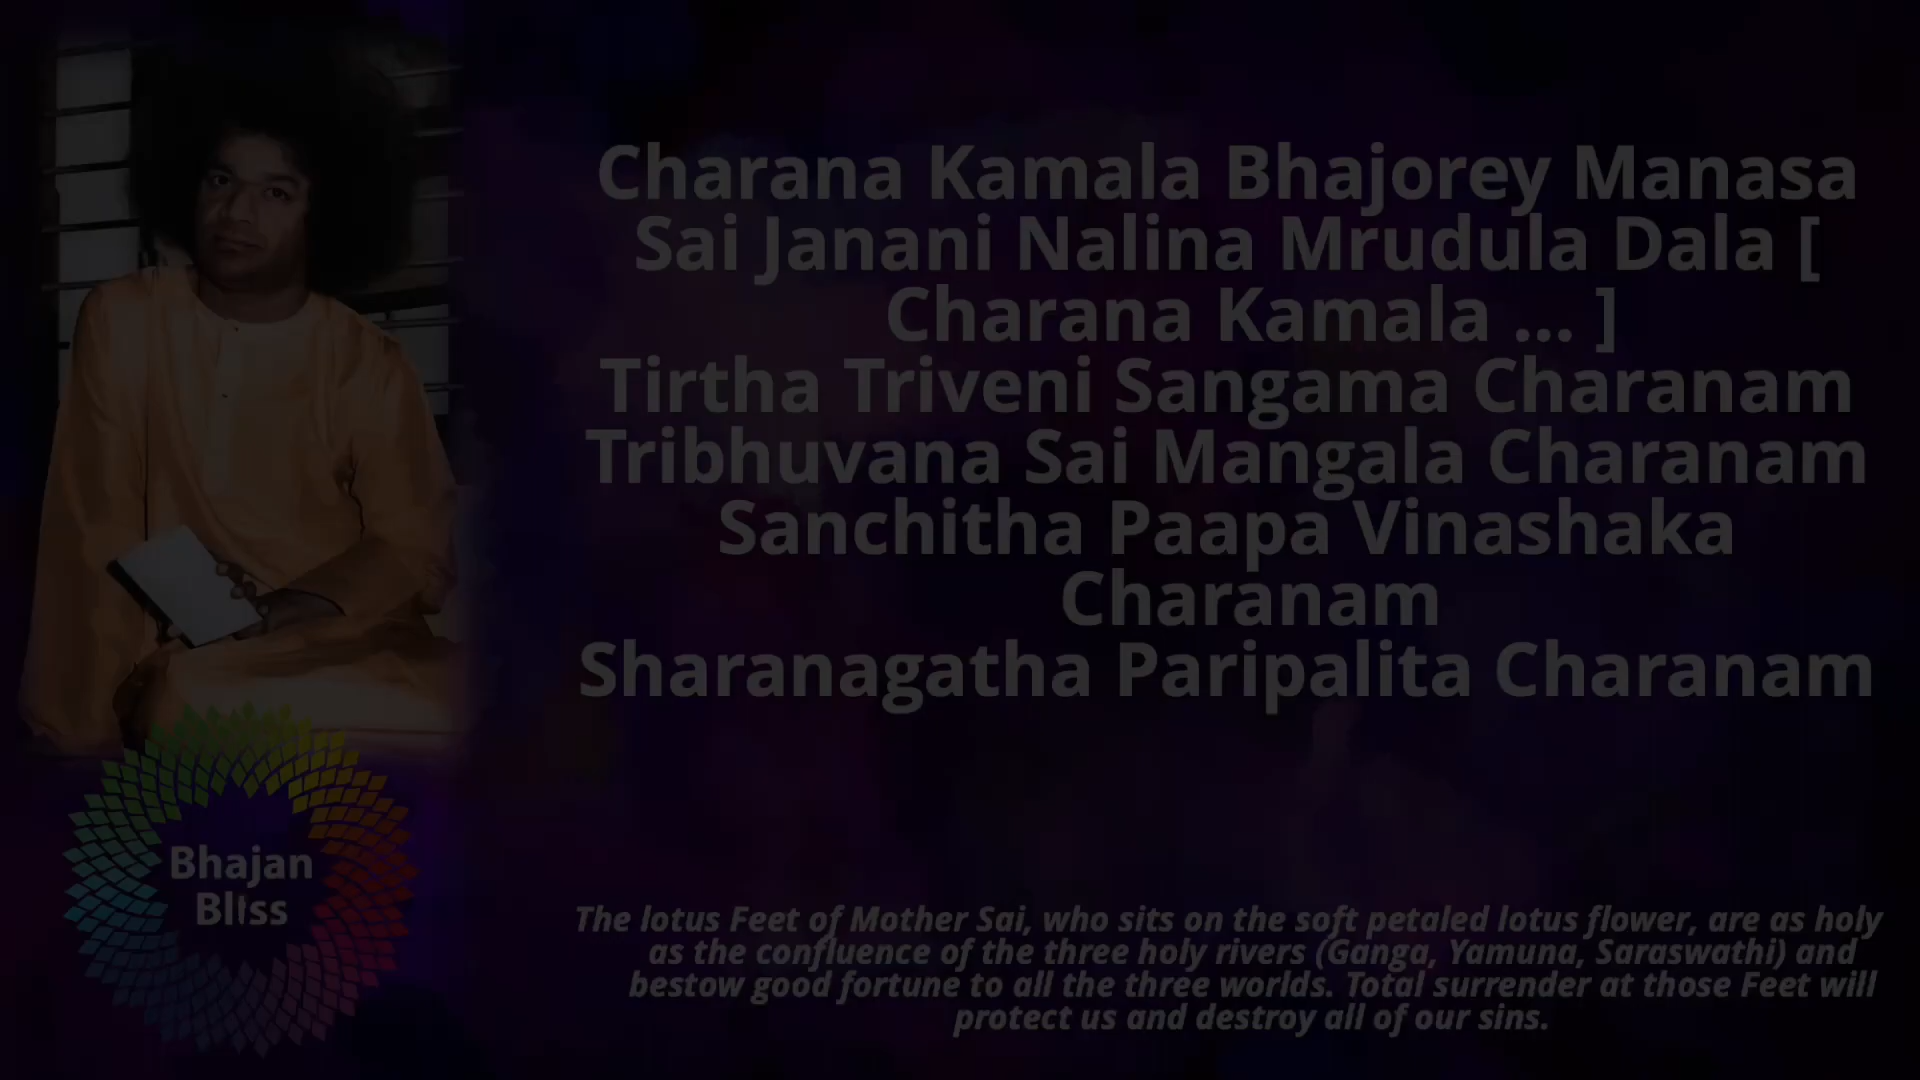 Charana Kamala Bhajorey Manasa
Sai Janani Nalina Mrudula Dala [
Charana Kamala ... ]
Tirtha Triveni Sangama Charanam
Tribhuvana Sai Mangala Charanam
Sanchitha Paapa Vinashaka
Charanam
Sharanagatha Paripalita Charanam
Bhajan
Bliss
The lotus Feet of Mother Sai, who sits on the soft petaled lotus flower, are as holy
as the confluence of the three holy rivers (Ganga, Yamuna, Saraswathi) and
bestow good fortune to all the three worlds. Total surrender at those Feet will
protect us and destroy all of our sins.